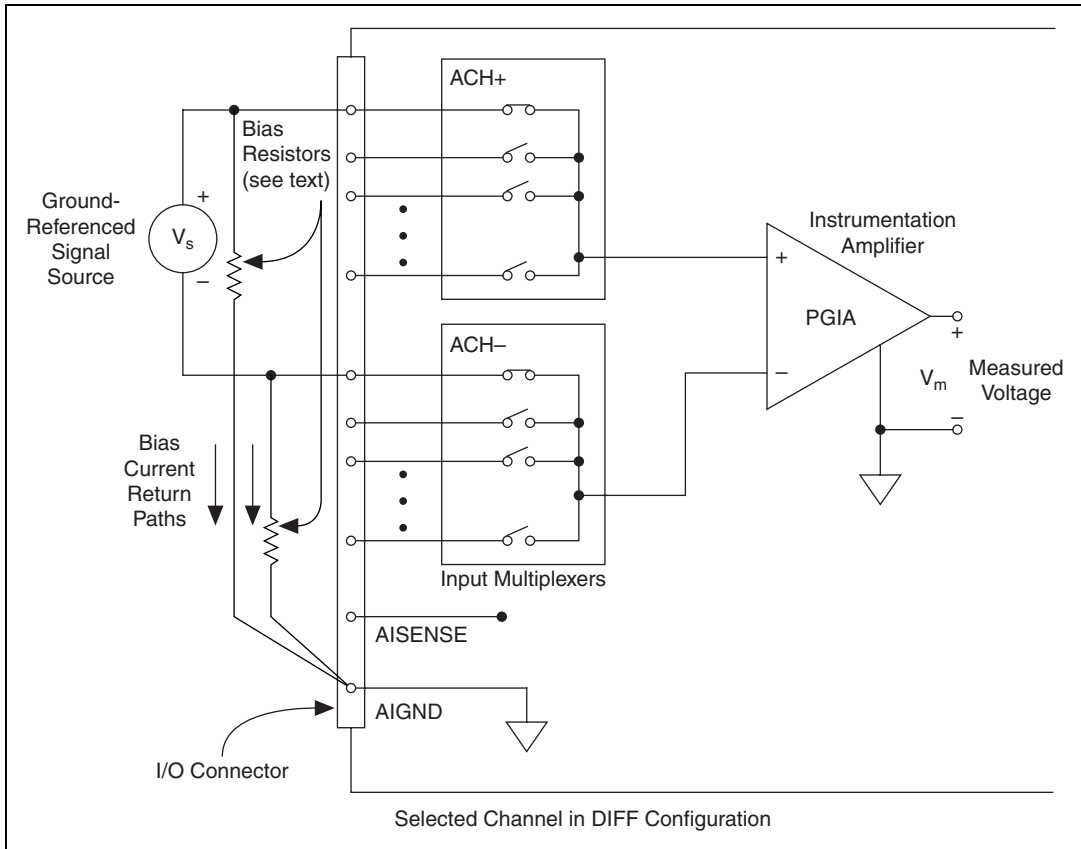 ACH+
Bias
Resistors
(see text)
Ground-
Referenced
Signal
Source
+
Vs
–
Instrumentation
Amplifier
+
PGIA
–
+
Vm
–
Measured
Voltage
ACH–
Bias
Current
Return
Paths
Input Multiplexers
AISENSE
AIGND
I/O Connector
Selected Channel in DIFF Configuration